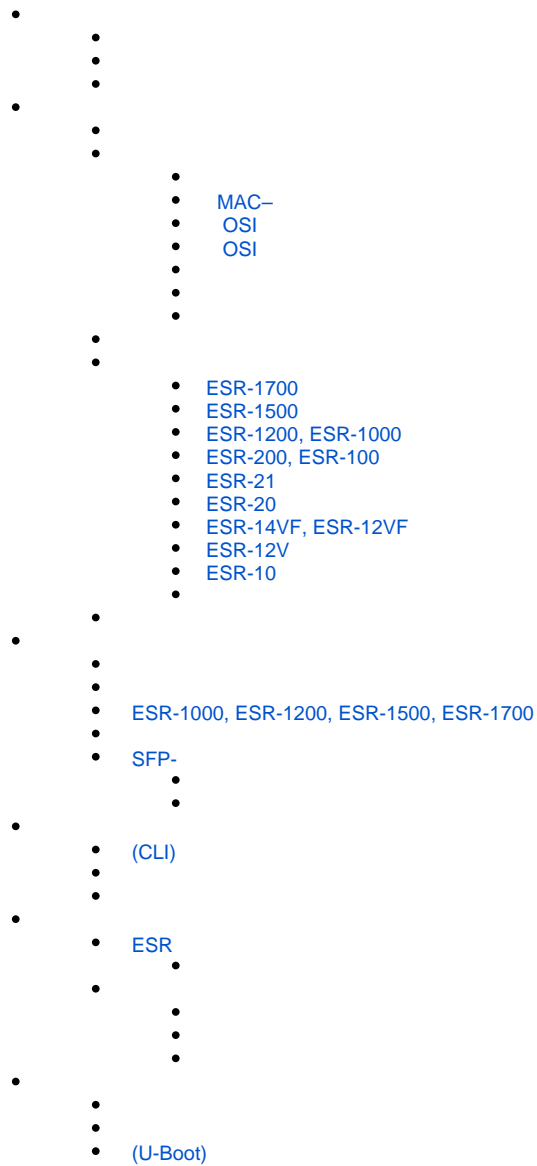 MAC–
OSI
OSI
ESR-1700
ESR-1500
ESR-1200, ESR-1000
ESR-200, ESR-100
ESR-21
ESR-20
ESR-14VF, ESR-12VF
ESR-12V
ESR-10
ESR-1000, ESR-1200, ESR-1500, ESR-1700
SFP-
(CLI)
ESR
(U-Boot)